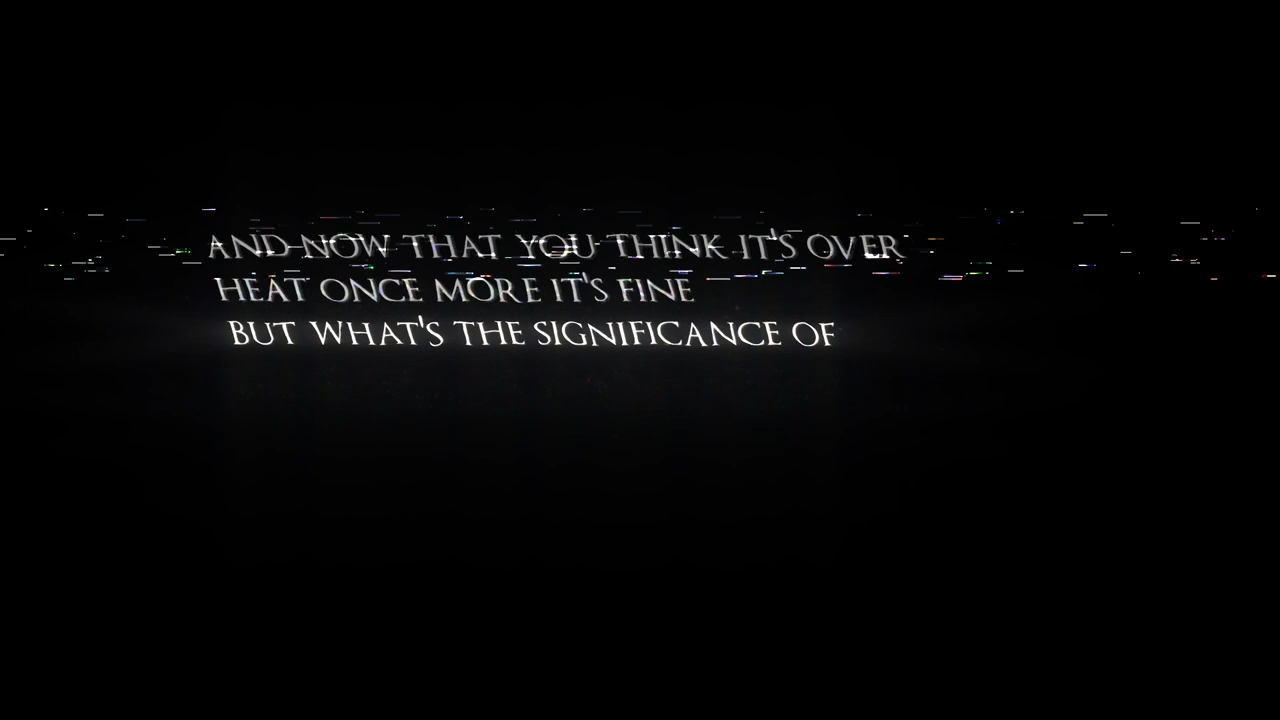 AND NOW THAT YOU THINK IT'S OVER
HEAT ONCE MORE IT'S FINE
BUT WHAT'S THE SIGNIFICANCE OF